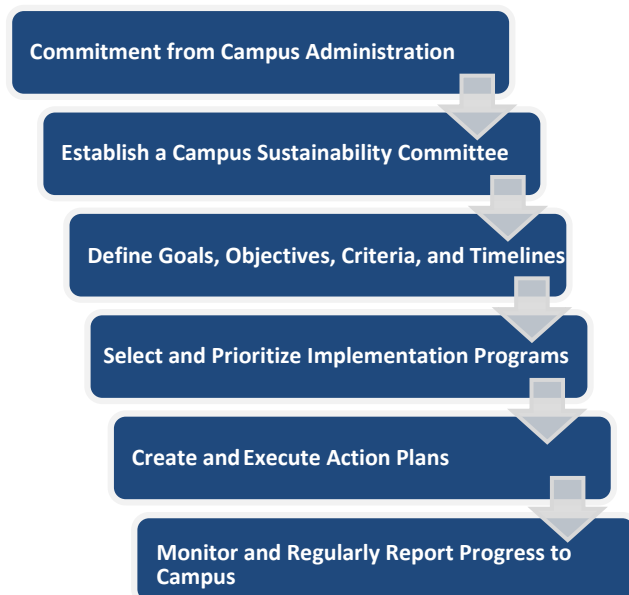 Commitment from Campus Administration
Establish a Campus Sustainability Committee
Define Goals, Objectives, Criteria, and Timelines
Select and Prioritize Implementation Programs
Create and Execute Action Plans
Monitor and Regularly Report Progress to
Campus